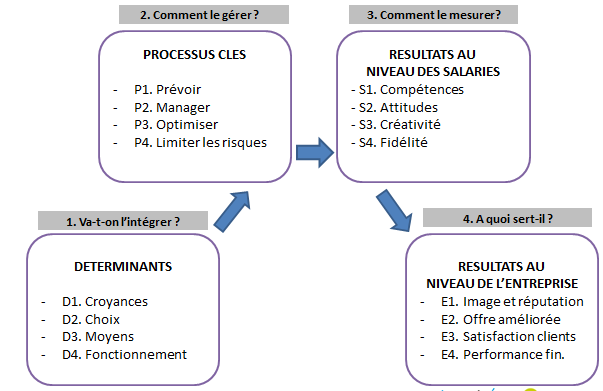 2. Comment le gérer ?
PROCESSUS CLES
- P1. Prévoir
- P2. Manager
- P3. Optimiser
- P4. Limiter les risques
3. Comment le mesurer?
RESULTATS AU
NIVEAU DES SALARIES
- S1. Compétences
- S2. Attitudes
- S3. Créativité
- S4. Fidélité
1. Va-t-on l’intégrer ?
DETERMINANTS
- D1. Croyances
- D2. Choix
- D3. Moyens
- D4. Fonctionnement
4. A quoi sert-il ?
RESULTATS AU
NIVEAU DE L’ENTREPRISE
- E1. Image et réputation
- E2. Offre améliorée
- E3. Satisfaction clients
- E4. Performance fin.